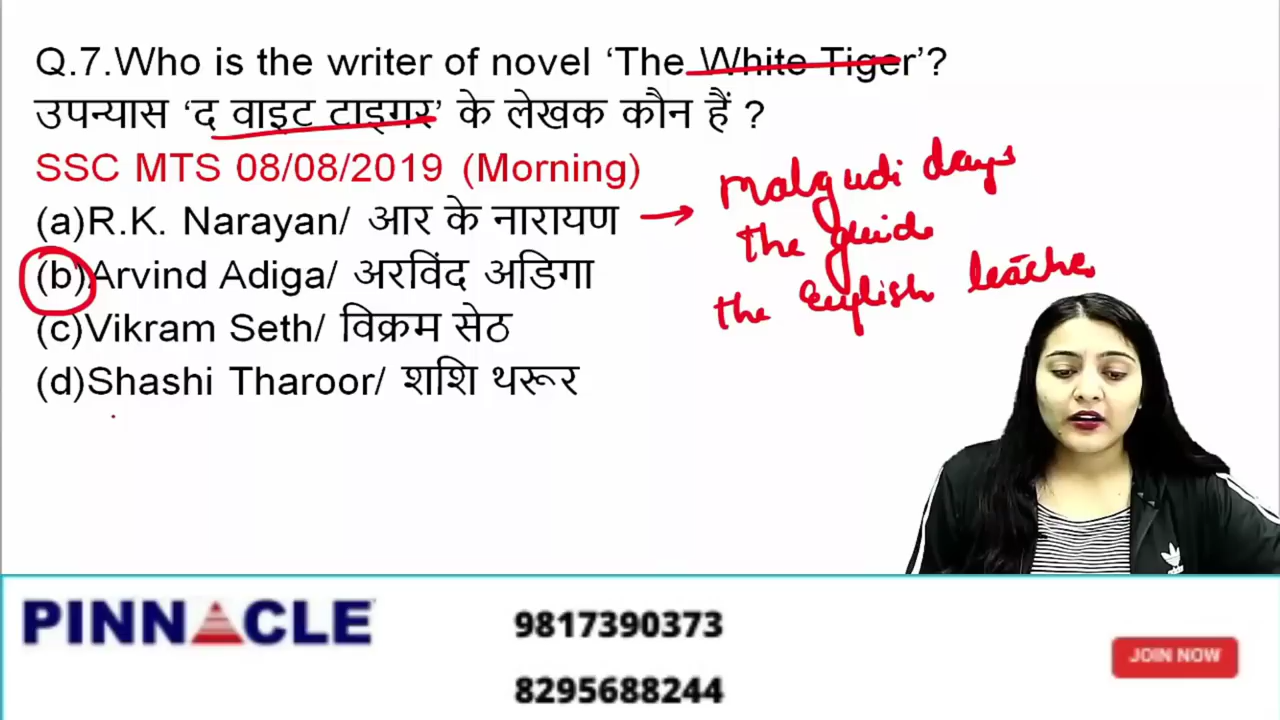 Q.7.Who is the writer of novel ‘The White Tiger’?
उपन्यास ‘द वाइट टाइगर’ के लेखक कौन हैं ?
SSC MTS 08/08/2019 (Morning)
(a)R.K. Narayan/ आर के नारायण
(b)Arvind Adiga/ अरविंद अडिगा
(c)Vikram Seth/ विक्रम सेठ
(d)Shashi Tharoor/ शशि थरूर
Malgudi days
the guide
the English teacher
PINNACLE
9817390373
8295688244
JOIN NOW